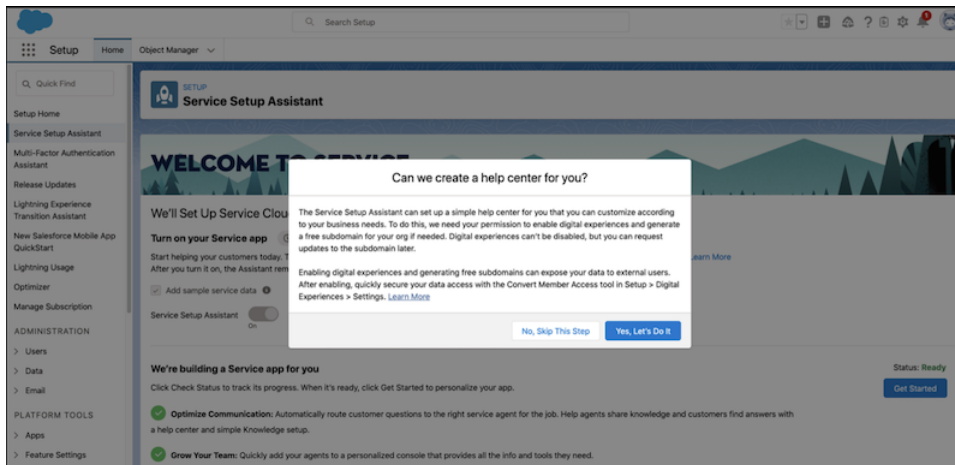 Search Setup
Setup
Home
Object Manager
Quick Find
Setup Home
Service Setup Assistant
Multi-Factor Authentication
Assistant
Release Updates
Lightning Experience
Transition Assistant
New Salesforce Mobile App
QuickStart
Lightning Usage
Optimizer
Manage Subscription
ADMINISTRATION
Users
Data
Email
PLATFORM TOOLS
Apps
Feature Settings
SETUP
Service Setup Assistant
WELCOME TO SERVICE
We'll Set Up Service Clou
Turn on your Service app
Start helping your customers today. T
Learn More
After you turn it on, the Assistant rem
Add sample service data
Service Setup Assistant
On
Can we create a help center for you?
The Service Setup Assistant can set up a simple help center for you that you can customize according
to your business needs. To do this, we need your permission to enable digital experiences and generate
a free subdomain for your org if needed. Digital experiences can't be disabled, but you can request
updates to the subdomain later.
Enabling digital experiences and generating free subdomains can expose your data to external users.
After enabling, quickly secure your data access with the Convert Member Access tool in Setup > Digital
Experiences > Settings. Learn More
No, Skip This Step
Yes, Let's Do It
We're building a Service app for you
Status: Ready
Click Check Status to track its progress. When it's ready, click Get Started to personalize your app.
Get Started
Optimize Communication: Automatically route customer questions to the right service agent for the job. Help agents share knowledge and customers find answers with
a help center and simple Knowledge setup.
Grow Your Team: Quickly add your agents to a personalized console that provides all the info and tools they need.